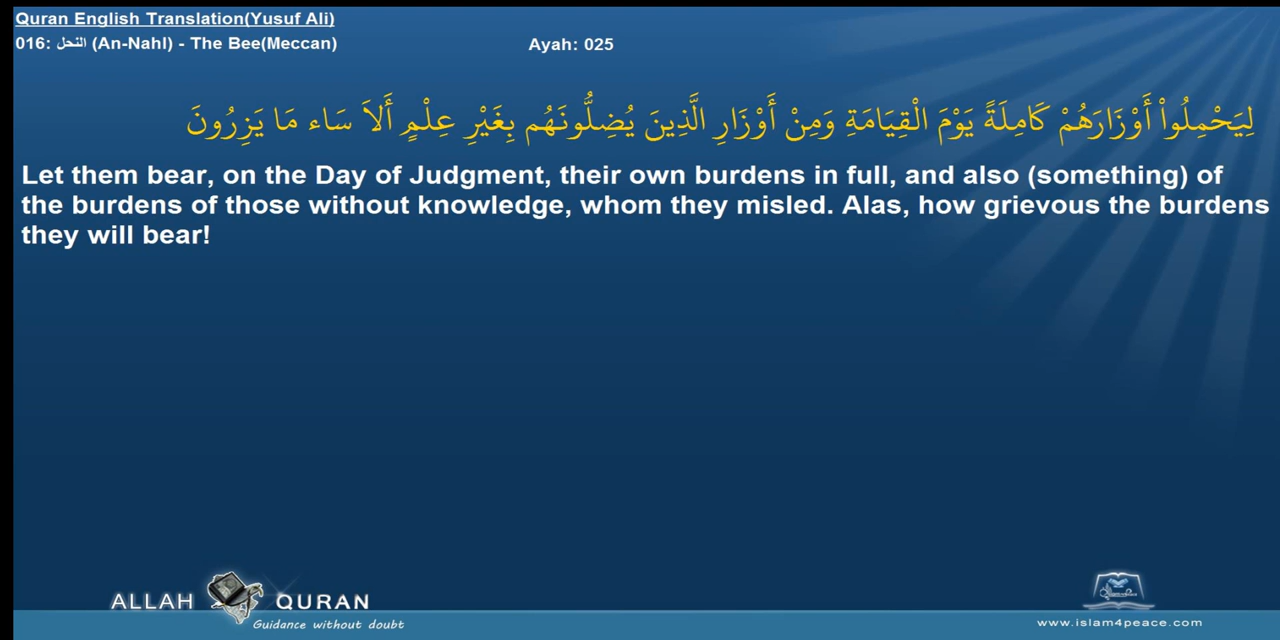 Quran English Translation(Yusuf Ali)
016: النحل (An-Nahl) - The Bee(Meccan) Ayah: 025
لِيَحْمِلُواْ أَوْزَارَهُمْ كَامِلَةً يَوْمَ الْقِيَامَةِ وَمِنْ أَوْزَارِ الَّذِينَ يُضِلُّونَهُم بِغَيْرِ عِلْمٍ أَلاَ سَاء مَا يَزِرُونَ
Let them bear, on the Day of Judgment, their own burdens in full, and also (something) of
the burdens of those without knowledge, whom they misled. Alas, how grievous the burdens
they will bear!
ALLAH QURAN
Guidance without doubt
www.islam4peace.com